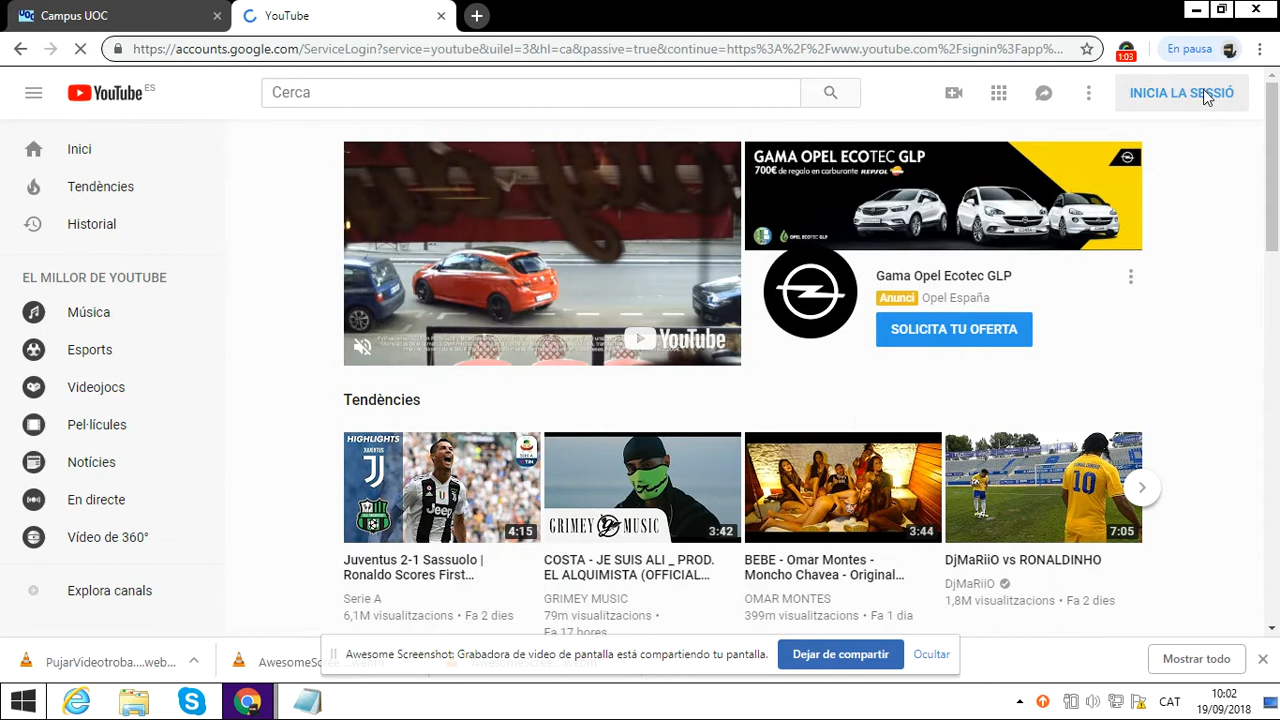 Campus UOC
YouTube
https://accounts.google.com/ServiceLogin?service=youtube&uilel=3&hl=ca&passive=true&continue=https%3A%2F%2Fwww.youtube.com%2Fsignin%3Fapp%...
1:03
En pausa
YouTube ES
Cerca
INICIA LA SESSIÓ
Inici
Tendències
Historial
EL MILLOR DE YOUTUBE
Música
Esports
Videojocs
Pel·lícules
Notícies
En directe
Vídeo de 360°
Explora canals
YouTube
GAMA OPEL ECOTEC GLP
700€ de regalo en carburante REPSOL
OPEL ECOTEC GLP
Gama Opel Ecotec GLP
Anunci Opel España
SOLICITA TU OFERTA
Tendències
HIGHLIGHTS
Jeep
4:15
GRIMEY MUSIC
3:42
3:44
10
7:05
Juventus 2-1 Sassuolo |
Ronaldo Scores First...
Serie A
6,1M visualitzacions • Fa 2 dies
COSTA - JE SUIS ALI _ PROD.
EL ALQUIMISTA (OFFICIAL...
GRIMEY MUSIC
79m visualitzacions •
Fa 17 hores
BEBE - Omar Montes -
Moncho Chavea - Original...
OMAR MONTES
399m visualitzacions • Fa 1 dia
DjMaRiiO vs RONALDINHO
DjMaRiiO
1,8M visualitzacions • Fa 2 dies
Awesome Screenshot: Grabadora de video de pantalla está compartiendo tu pantalla.
Dejar de compartir
Ocultar
PujarVideotroba....web...
AwesomeScre
Mostrar todo
CAT
10:02
19/09/2018